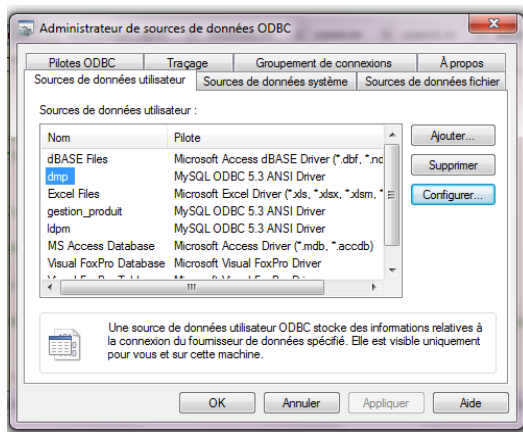 Administrateur de sources de données ODBC
Pilotes ODBC Traçage Groupement de connexions À propos
Sources de données utilisateur Sources de données système Sources de données fichier
Sources de données utilisateur :
Nom Pilote
dBASE Files Microsoft Access dBASE Driver (*.dbf, *.nd
dmp MySQL ODBC 5.3 ANSI Driver
Excel Files Microsoft Excel Driver (*.xls, *.xlsx, *.xlsm, *
gestion_produit MySQL ODBC 5.3 ANSI Driver
ldpm MySQL ODBC 5.3 ANSI Driver
MS Access Database Microsoft Access Driver (*.mdb, *.accdb)
Visual FoxPro Database Microsoft Visual FoxPro Driver
Ajouter...
Supprimer
Configurer...
Une source de données utilisateur ODBC stocke des informations relatives à
la connexion du fournisseur de données spécifié. Elle est visible uniquement
pour vous et sur cette machine.
OK Annuler Appliquer Aide